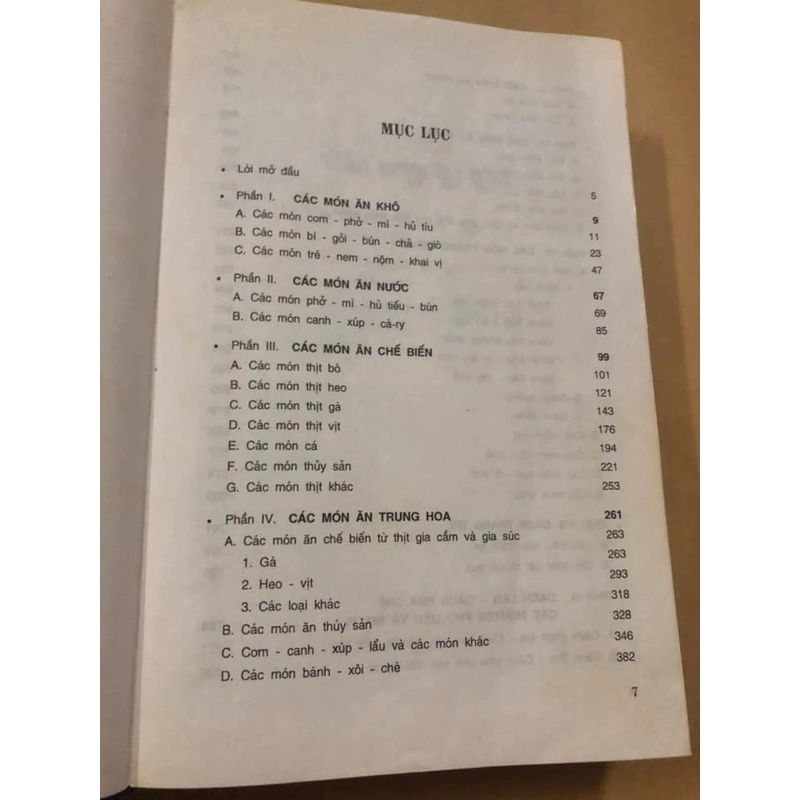 MỤC LỤC
• Lời mở đầu 5
• Phần I. CÁC MÓN ĂN KHÔ 9
A. Các món cơm - phở - mì - hủ tíu 11
B. Các món bì - gỏi - bún - chả - giò 23
C. Các món tré - nem - nộm - khai vị 47
• Phần II. CÁC MÓN ĂN NƯỚC 67
A. Các món phở - mì - hủ tiếu - bún 69
B. Các món canh - xúp - cà-ry 85
• Phần III. CÁC MÓN ĂN CHẾ BIẾN 99
A. Các món thịt bò 101
B. Các món thịt heo 121
C. Các món thịt gà 143
D. Các món thịt vịt 176
E. Các món cá 194
F. Các món thủy sản 221
G. Các món thịt khác 253
• Phần IV. CÁC MÓN ĂN TRUNG HOA 261
A. Các món ăn chế biến từ thịt gia cầm và gia súc 263
1. Gà 263
2. Heo - vịt 293
3. Các loại khác 318
B. Các món ăn thủy sản 328
C. Cơm - canh - xúp - lẩu và các món khác 346
D. Các món bánh - xôi - chè 382
7